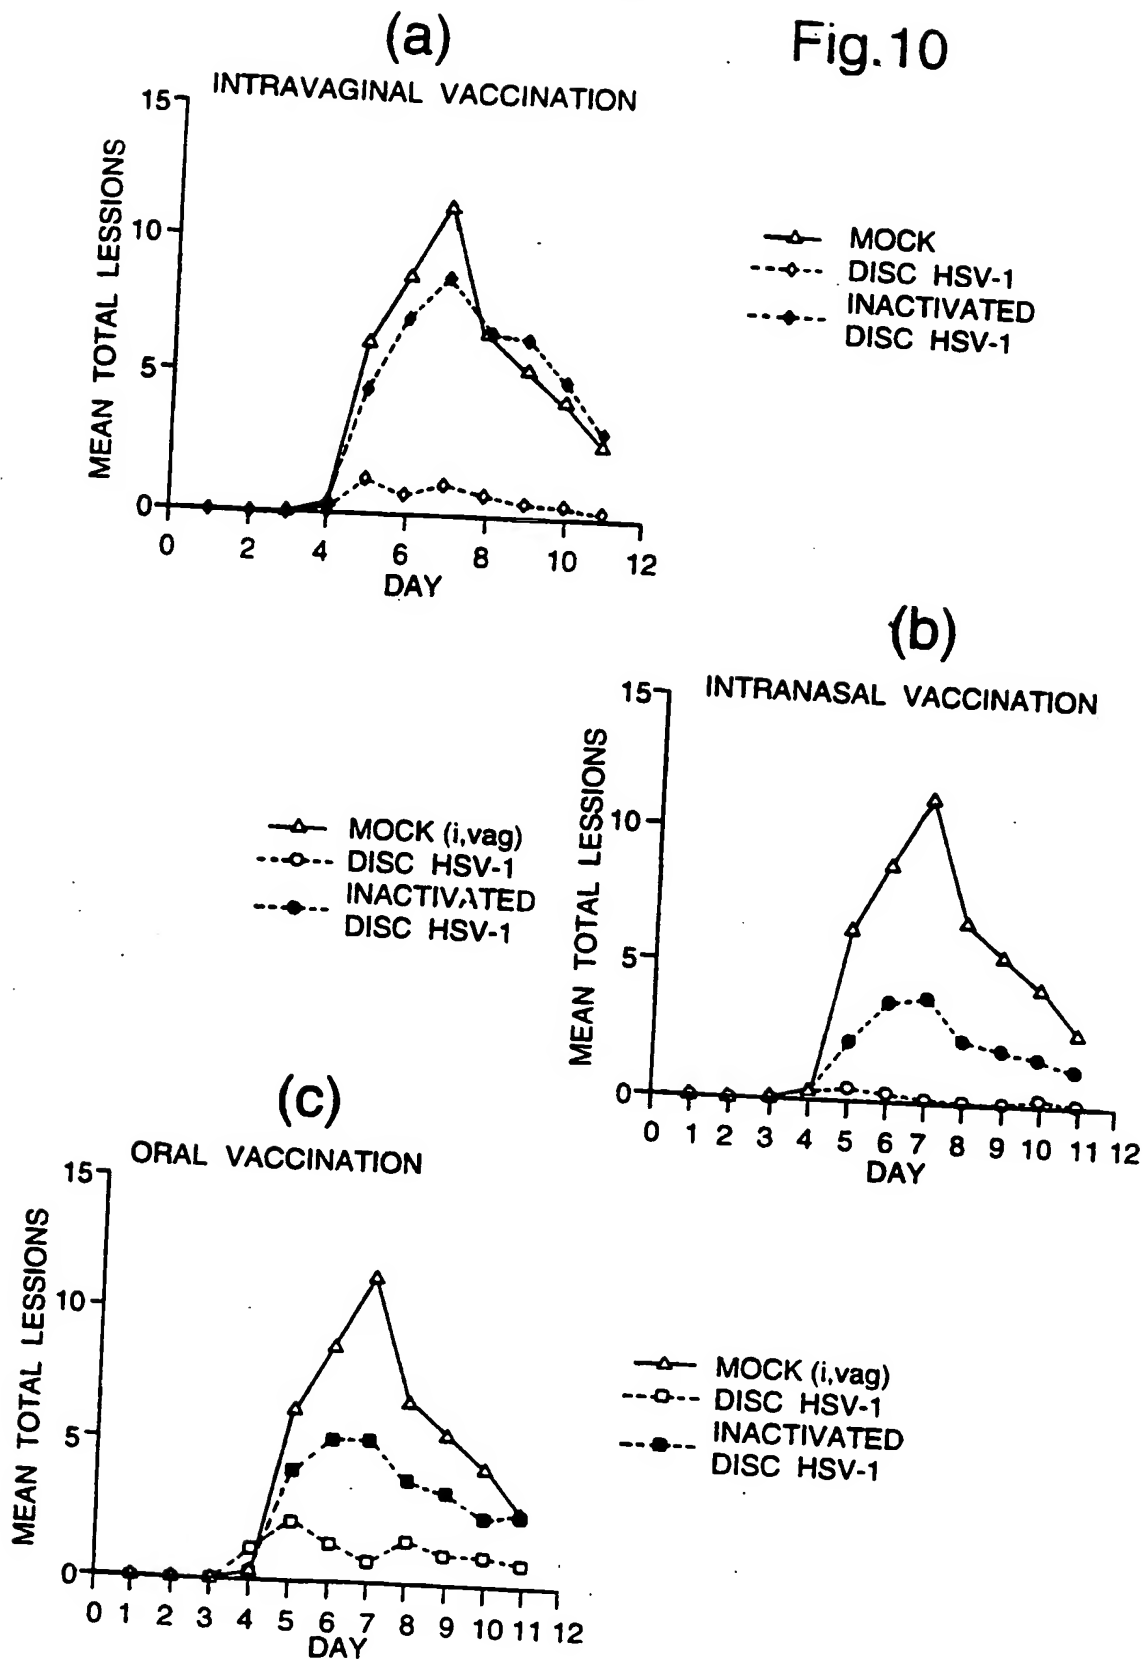 Fig.10
(a)
INTRAVAGINAL VACCINATION
MEAN TOTAL LESSIONS
15
10
5
0
0 2 4 6 8 10 12
DAY
MOCK
DISC HSV-1
INACTIVATED
DISC HSV-1
(b)
INTRANASAL VACCINATION
MEAN TOTAL LESSIONS
15
10
5
0
0 1 2 3 4 5 6 7 8 9 10 11 12
DAY
MOCK (i,vag)
DISC HSV-1
INACTIVATED
DISC HSV-1
(c)
ORAL VACCINATION
MEAN TOTAL LESSIONS
15
10
5
0
0 1 2 3 4 5 6 7 8 9 10 11 12
DAY
MOCK (i,vag)
DISC HSV-1
INACTIVATED
DISC HSV-1